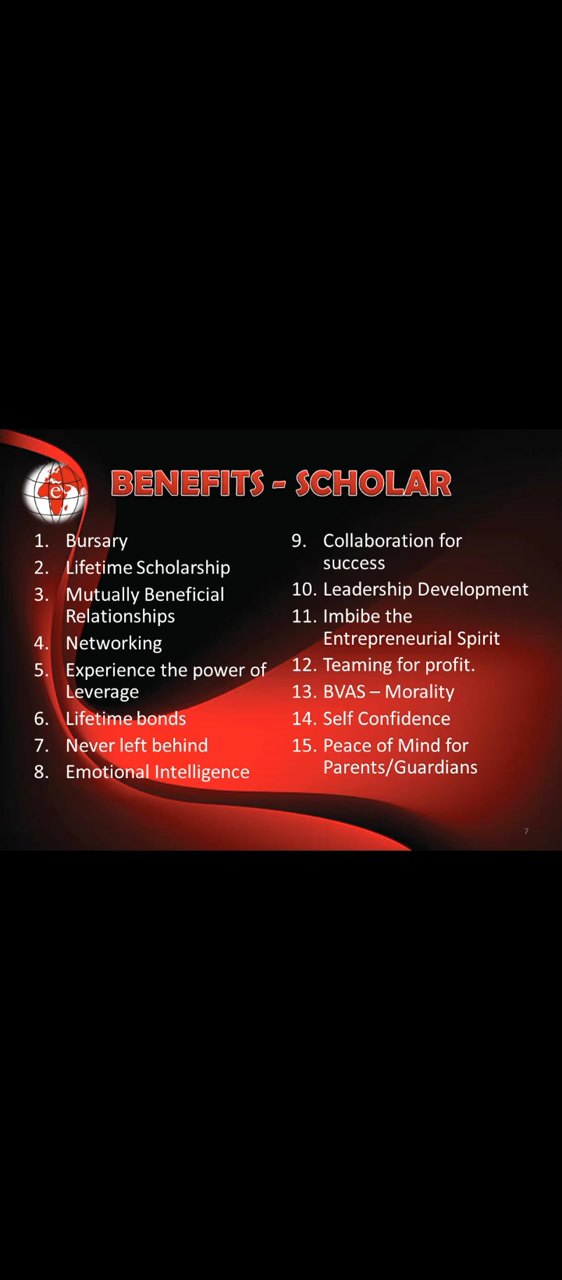 e
BENEFITS - SCHOLAR
1. Bursary
2. Lifetime Scholarship
3. Mutually Beneficial
Relationships
4. Networking
5. Experience the power of
Leverage
6. Lifetime bonds
7. Never left behind
8. Emotional Intelligence
9. Collaboration for
success
10. Leadership Development
11. Imbibe the
Entrepreneurial Spirit
12. Teaming for profit.
13. BVAS – Morality
14. Self Confidence
15. Peace of Mind for
Parents/Guardians
7